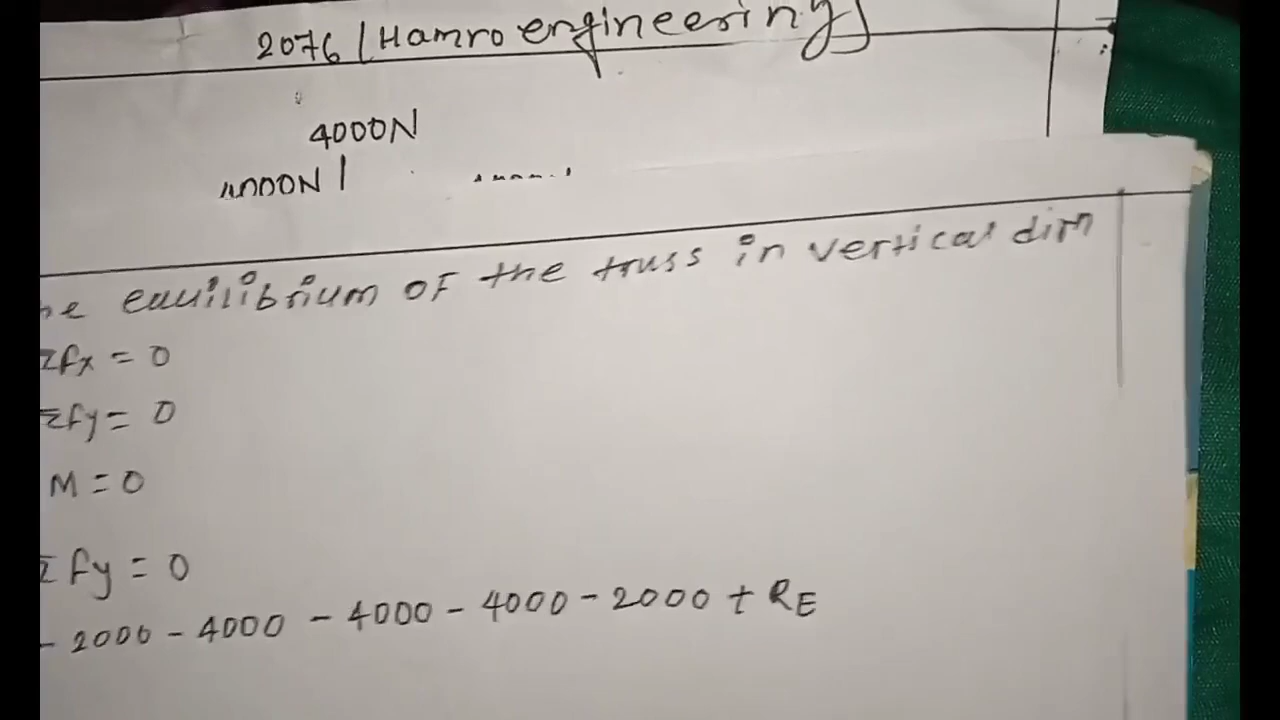 2076 (Hamro engineering)
4000N
4000N
he equilibrium of the truss in vertical dirn
Σfx = 0
Σfy = 0
M = 0
Σfy = 0
- 2000 - 4000 - 4000 - 4000 - 2000 + RE